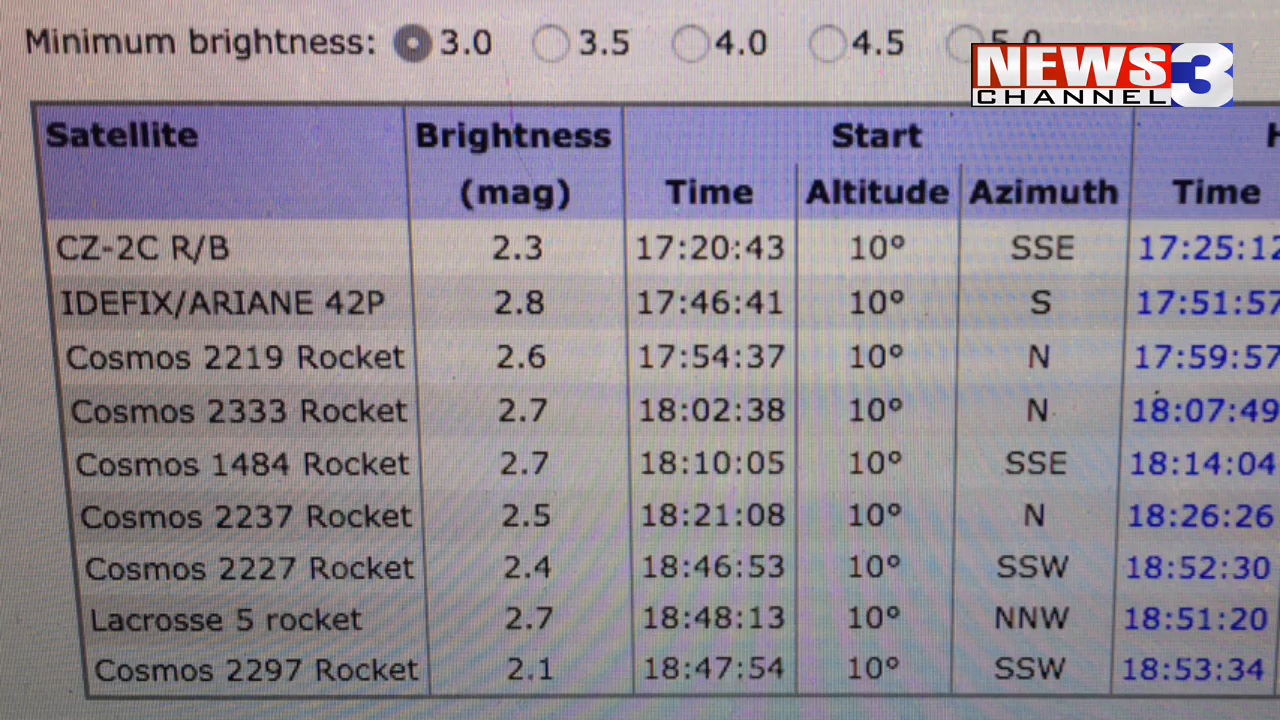 Minimum brightness: 3.0 3.5 4.0 4.5 5.0
NEWS 3
CHANNEL
Satellite Brightness Start
(mag) Time Altitude Azimuth Time
CZ-2C R/B 2.3 17:20:43 10° SSE 17:25:12
IDEFIX/ARIANE 42P 2.8 17:46:41 10° S 17:51:57
Cosmos 2219 Rocket 2.6 17:54:37 10° N 17:59:57
Cosmos 2333 Rocket 2.7 18:02:38 10° N 18:07:49
Cosmos 1484 Rocket 2.7 18:10:05 10° SSE 18:14:04
Cosmos 2237 Rocket 2.5 18:21:08 10° N 18:26:26
Cosmos 2227 Rocket 2.4 18:46:53 10° SSW 18:52:30
Lacrosse 5 rocket 2.7 18:48:13 10° NNW 18:51:20
Cosmos 2297 Rocket 2.1 18:47:54 10° SSW 18:53:34